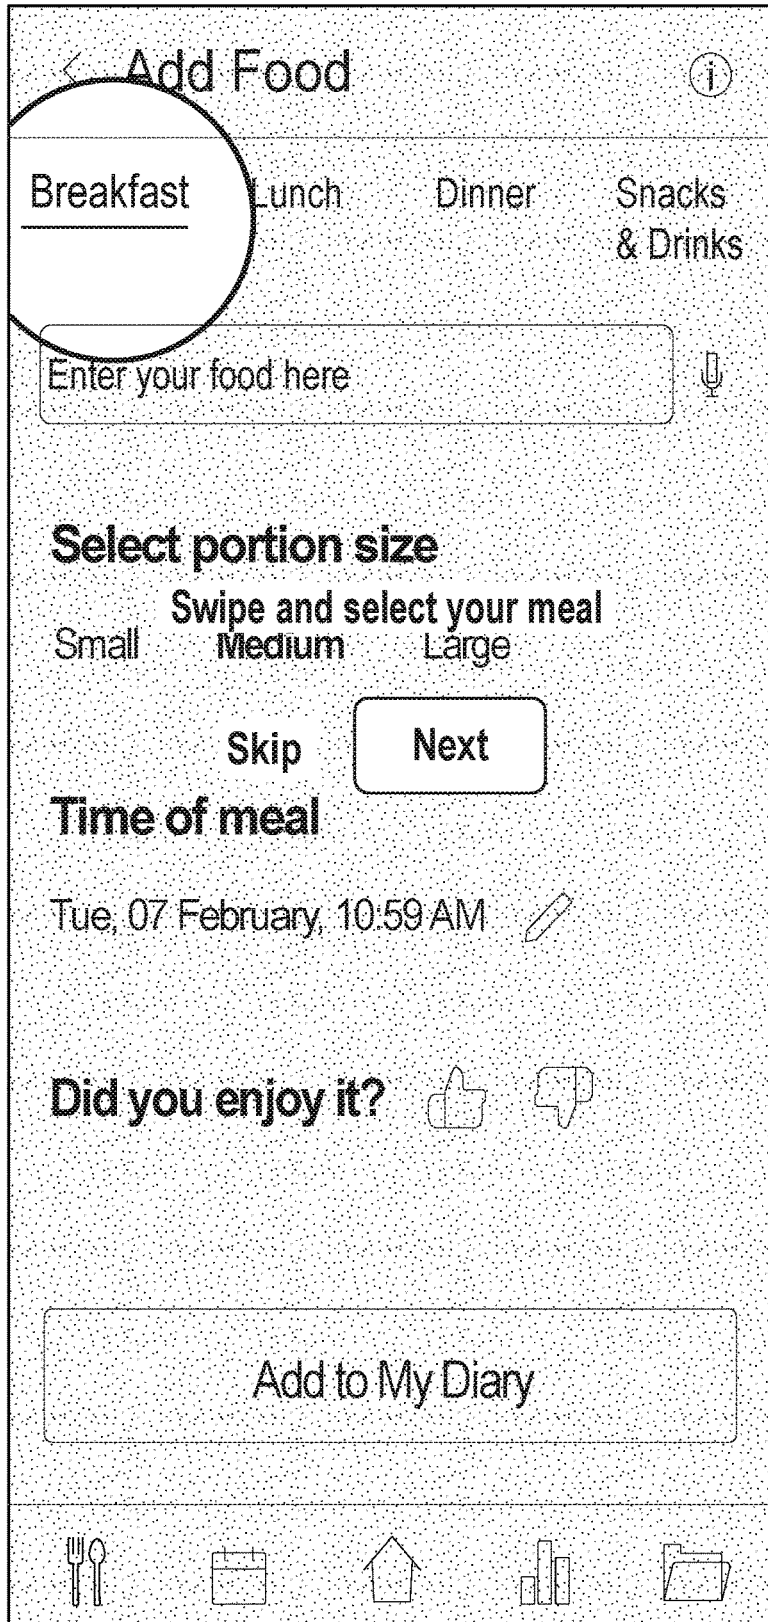 Add Food
Breakfast Lunch Dinner Snacks
& Drinks
Enter your food here
Select portion size
Swipe and select your meal
Small Medium Large
Skip Next
Time of meal
Tue, 07 February, 10:59 AM
Did you enjoy it?
Add to My Diary